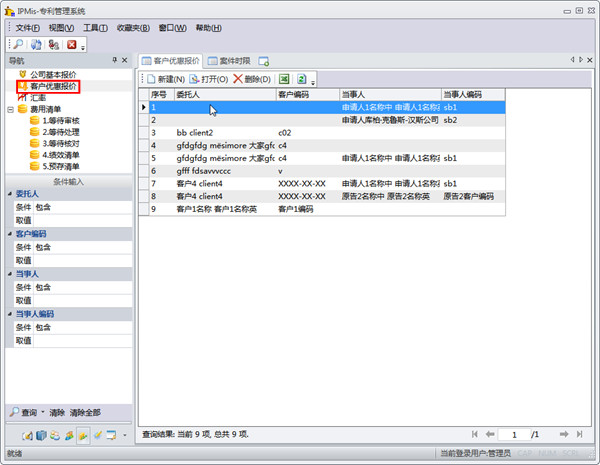 IPMis-专利管理系统
文件(F) 视图(V) 工具(T) 收藏夹(B) 窗口(W) 帮助(H)
导航
公司基本报价
客户优惠报价
汇率
费用清单
1.等待审核
2.等待处理
3.等待核对
4.绩效清单
5.预存清单
条件输入
委托人
条件 包含
取值
客户编码
条件 包含
取值
当事人
条件 包含
取值
当事人编码
条件 包含
取值
查询 清除 清除全部
客户优惠报价 案件时限
新建(N) 打开(O) 删除(D)
序号 委托人 客户编码 当事人 当事人编码
1 申请人1名称中 申请人1名称英 sb1
2 申请人库柏-克鲁斯-汉斯公司 sb2
3 bb client2 c02
4 gfdgfdg mēsimore 大家gfd c4
5 gfdgfdg mēsimore 大家gfd c4 申请人1名称中 申请人1名称英 sb1
6 gfff fdsavvvccc v
7 客户4 client4 XXXX-XX-XX 申请人1名称中 申请人1名称英 sb1
8 客户4 client4 XXXX-XX-XX 原告2名称中 原告2名称英 原告2客户编码
9 客户1名称 客户1名称英 客户1编码
查询结果: 当前 9 项, 总共 9 项.
1 /1
就绪
当前登录用户:管理员 CAP NUM SCRL